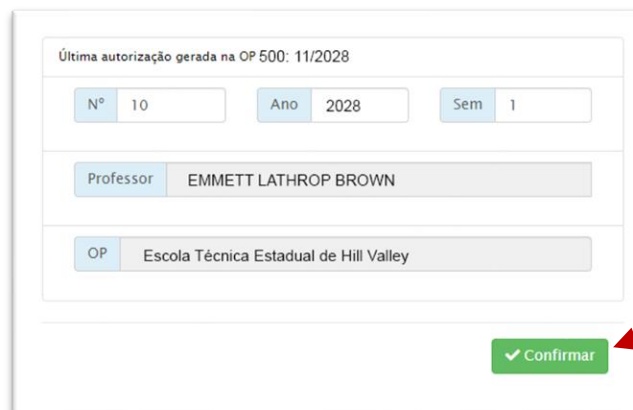 Última autorização gerada na OP 500: 11/2028
Nº 10 Ano 2028 Sem 1
Professor EMMETT LATHROP BROWN
OP Escola Técnica Estadual de Hill Valley
✔ Confirmar